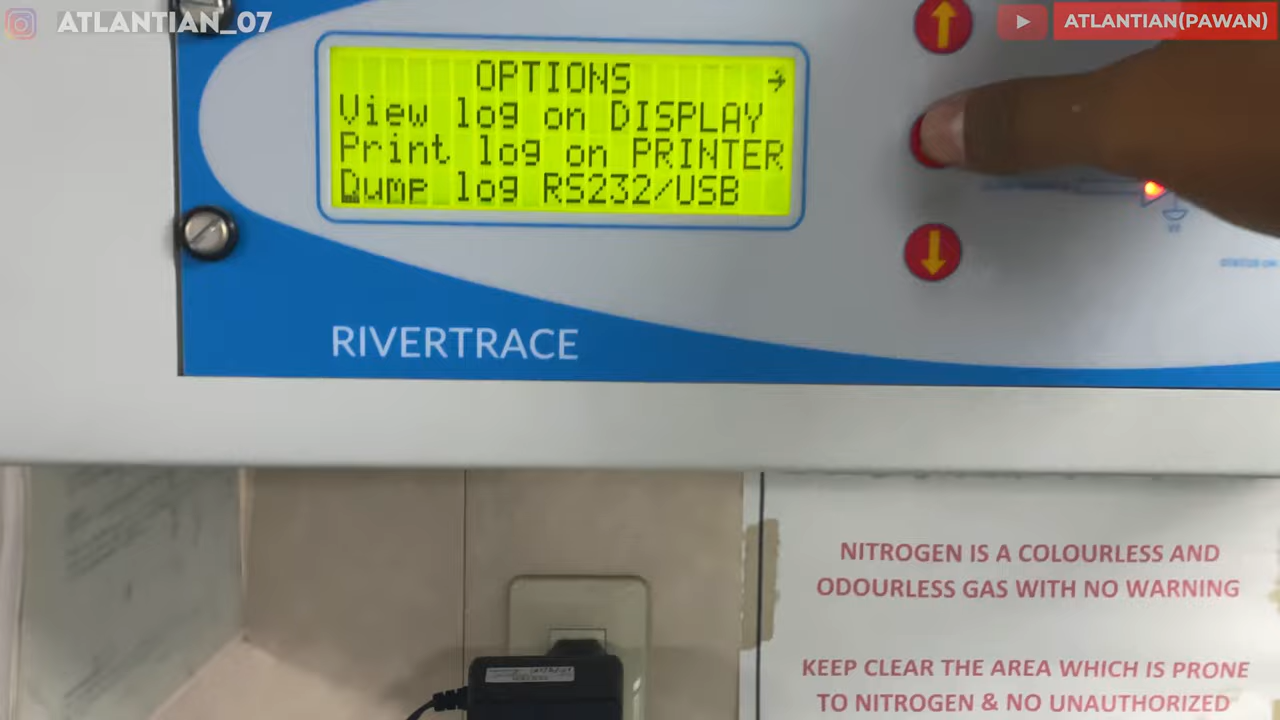 ATLANTIAN_07
ATLANTIAN(PAWAN)
OPTIONS →
View log on DISPLAY
Print log on PRINTER
Dump log RS232/USB
RIVERTRACE
NITROGEN IS A COLOURLESS AND
ODOURLESS GAS WITH NO WARNING
KEEP CLEAR THE AREA WHICH IS PRONE
TO NITROGEN & NO UNAUTHORIZED